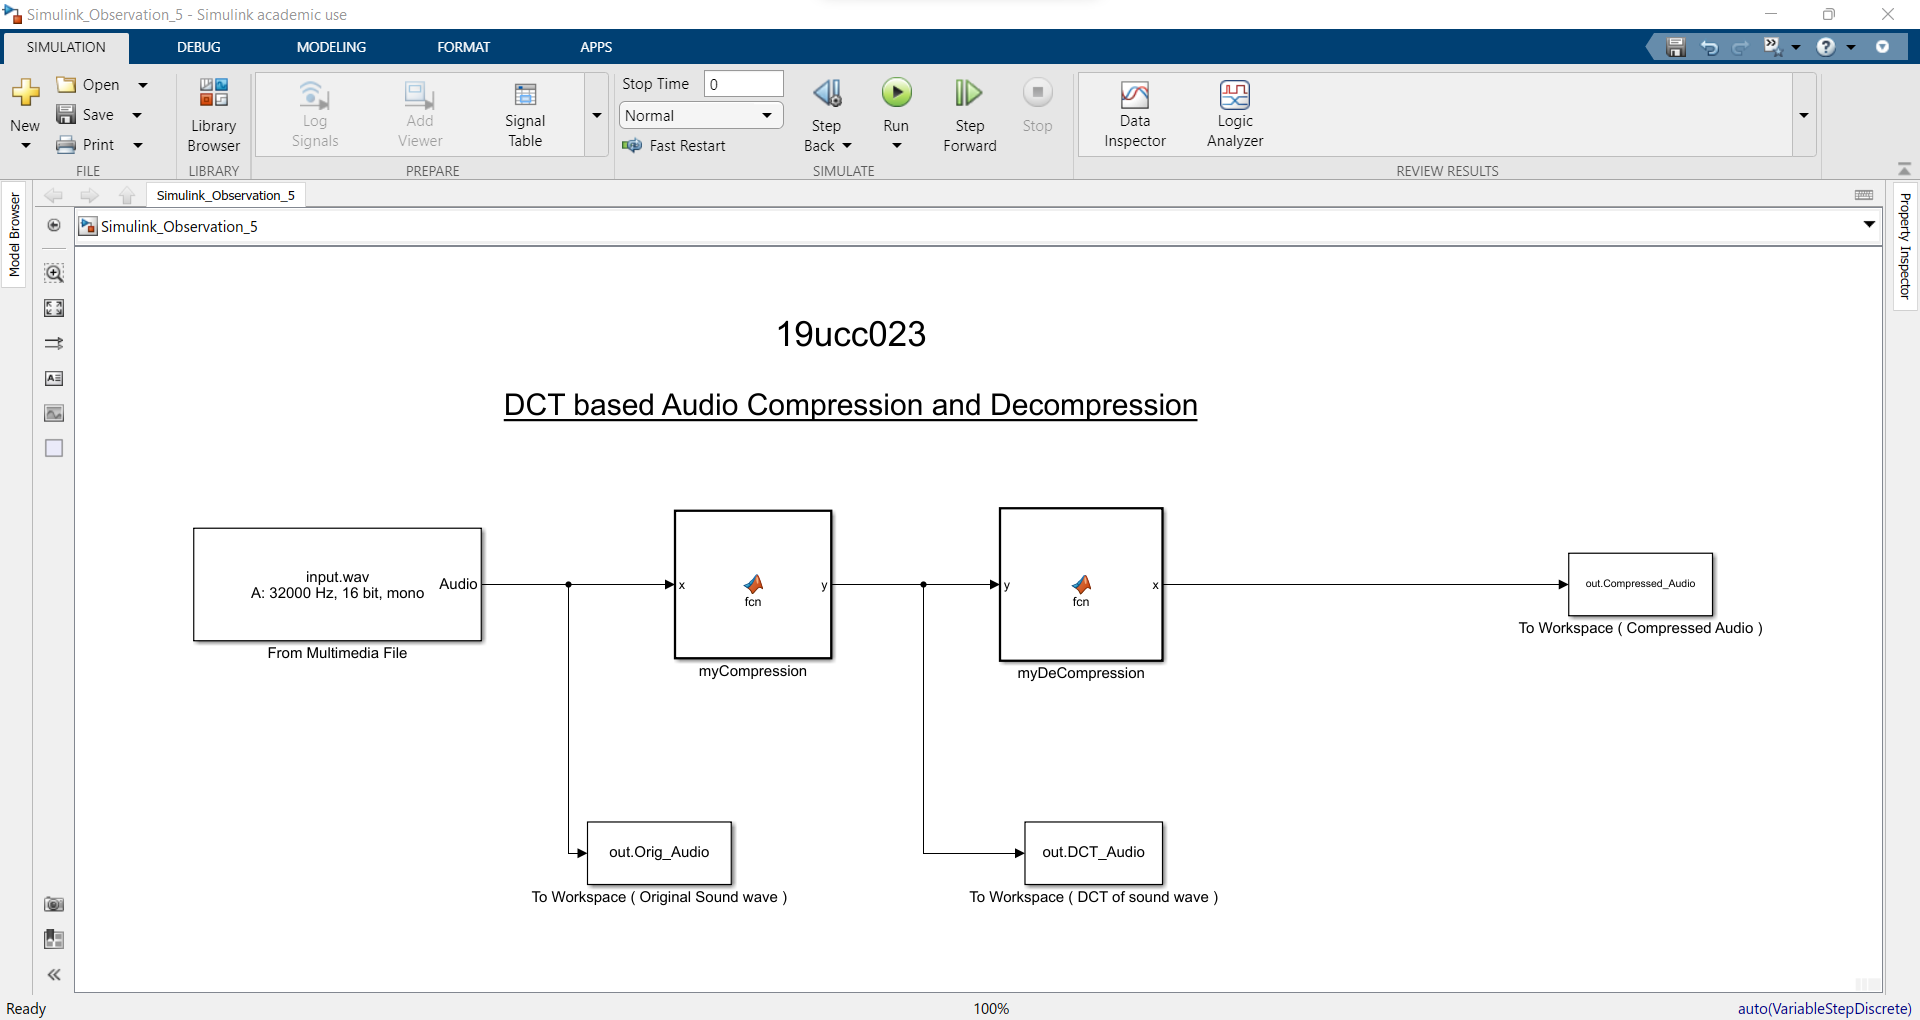 Simulink_Observation_5 - Simulink academic use
SIMULATION DEBUG MODELING FORMAT APPS
New
Open
Save
Print
FILE
Library
Browser
LIBRARY
Log
Signals
Add
Viewer
Signal
Table
PREPARE
Stop Time 0
Normal
Fast Restart
Step
Back
Run
Step
Forward
Stop
SIMULATE
Data
Inspector
Logic
Analyzer
REVIEW RESULTS
Model Browser
Simulink_Observation_5
Simulink_Observation_5
Property Inspector
19ucc023
DCT based Audio Compression and Decompression
input.wav
A: 32000 Hz, 16 bit, mono
Audio
From Multimedia File
x
fcn
y
myCompression
y
fcn
x
myDeCompression
out.Compressed_Audio
To Workspace ( Compressed Audio )
out.Orig_Audio
To Workspace ( Original Sound wave )
out.DCT_Audio
To Workspace ( DCT of sound wave )
Ready
100%
auto(VariableStepDiscrete)